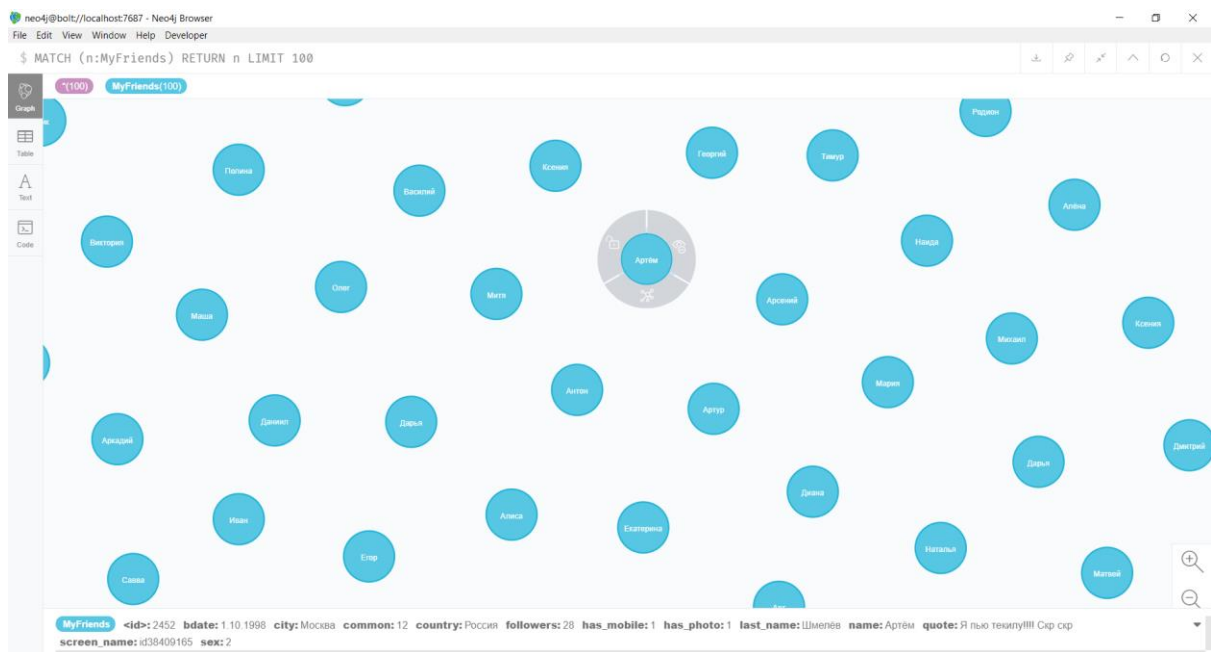 neo4j@bolt://localhost:7687 - Neo4j Browser
File Edit View Window Help Developer
$ MATCH (n:MyFriends) RETURN n LIMIT 100
*(100) MyFriends(100)
Graph
Table
Text
Code
Родион
Полина
Василий
Ксения
Георгий
Тимур
Алёна
Виктория
Артём
Наида
Олег
Митя
Арсений
Маша
Михаил
Ксения
Антон
Мария
Артур
Даниил
Дарья
Аркадий
Дмитрий
Дарья
Диана
Иван
Алиса
Екатерина
Егор
Наталья
Савва
Матвей
MyFriends <id>: 2452 bdate: 1.10.1998 city: Москва common: 12 country: Россия followers: 28 has_mobile: 1 has_photo: 1 last_name: Шмелёв name: Артём quote: Я пью текилу!!!! Скр скр
screen_name: id38409165 sex: 2